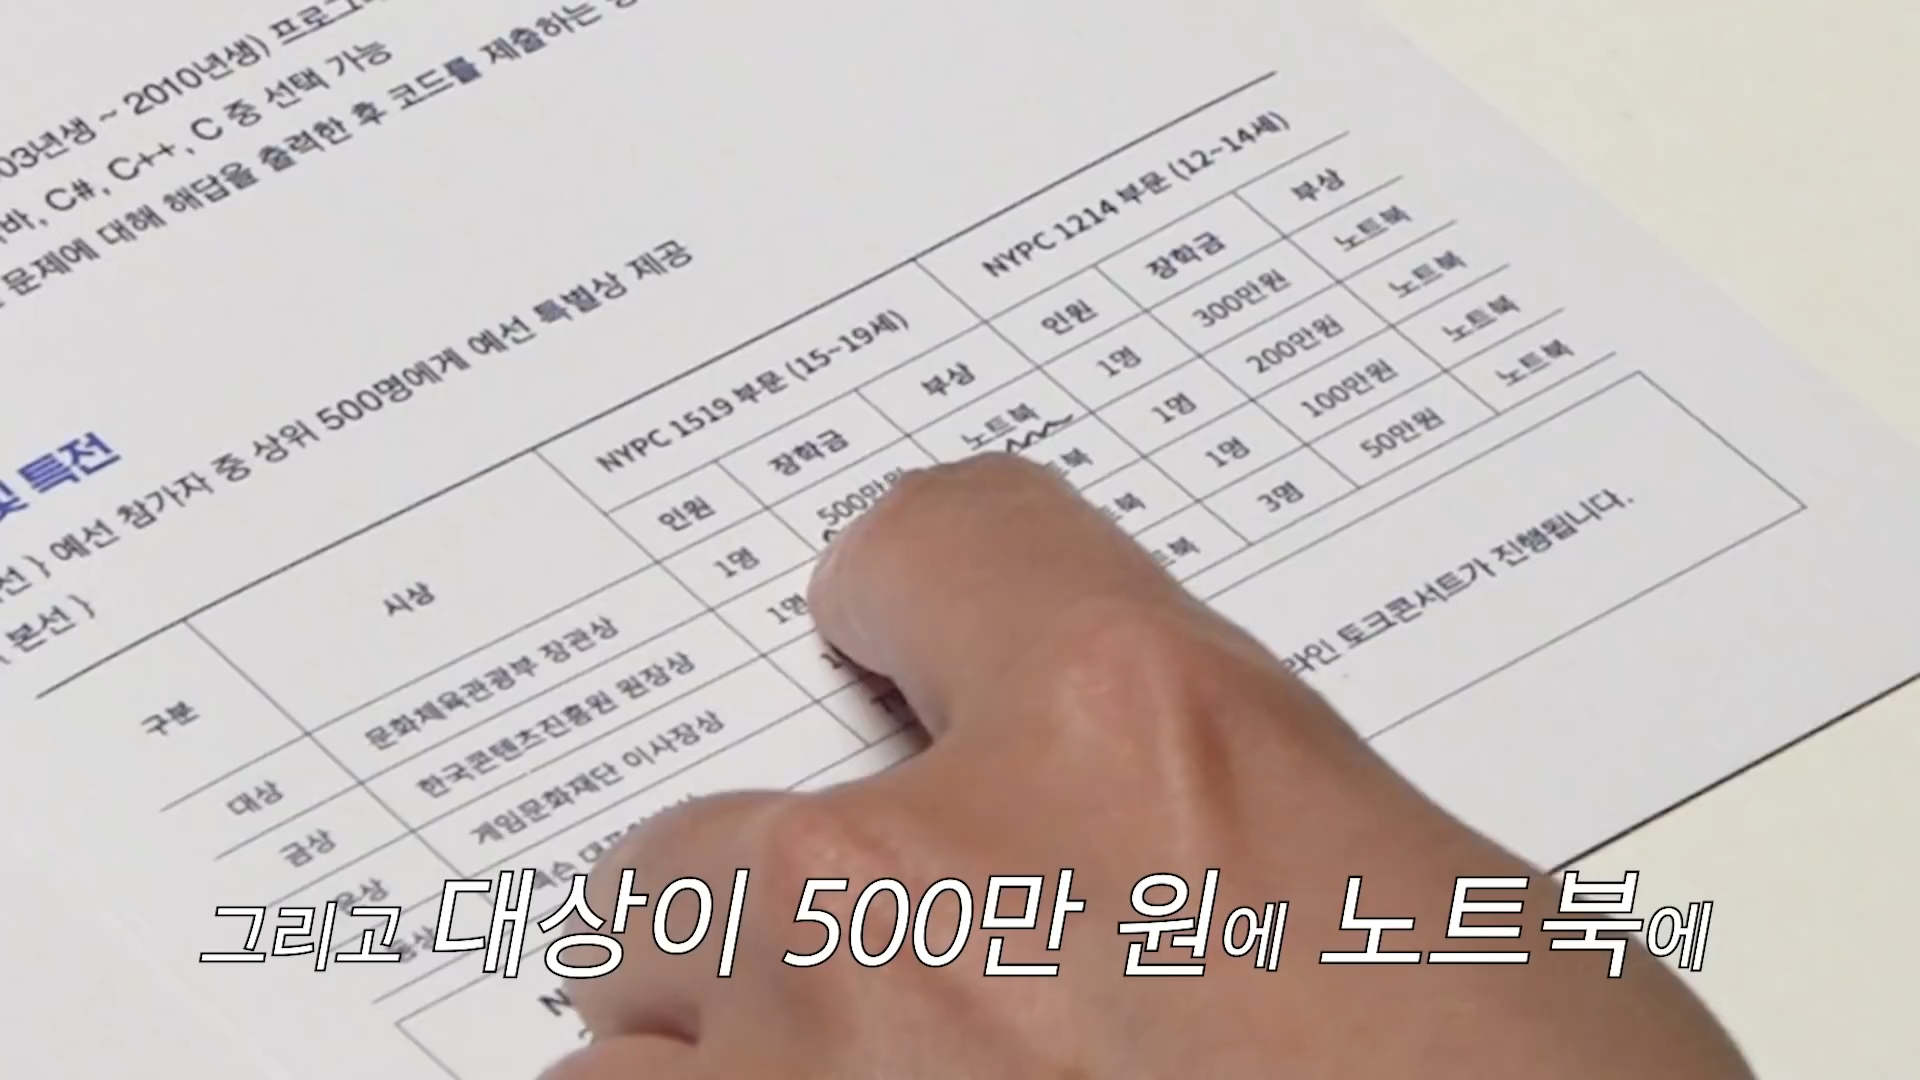 03년생 ~ 2010년생)
C#, C++, C 중 선택 가능
문제에 대해 해답을 출력한 후 코드를 제출하는
및 특전
예선 참가자 중 상위 500명에게 예선 특별상 제공
본선 }
구분 시상 NYPC 1519 부문 (15~19세) NYPC 1214 부문 (12~14세)
인원 장학금 부상 인원 장학금 부상
대상 문화체육관광부 장관상 1명 500만원 노트북 1명 300만원 노트북
금상 한국콘텐츠진흥원 원장상 1명 1명 200만원 노트북
게임문화재단 이사장상 1명 100만원 노트북
3명 50만원 노트북
토크콘서트가 진행됩니다.
그리고 대상이 500만 원에 노트북에